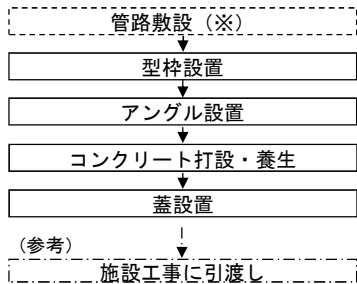 管路敷設（※）
型枠設置
アングル設置
コンクリート打設・養生
蓋設置
（参考）
施設工事に引渡し